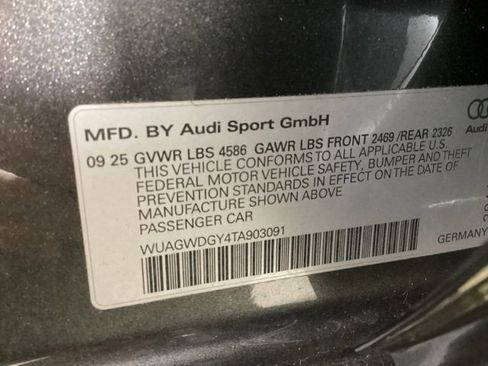 MFD. BY Audi Sport GmbH
09 25 GVWR LBS 4586 GAWR LBS FRONT 2469 /REAR 2326
THIS VEHICLE CONFORMS TO ALL APPLICABLE U.S.
FEDERAL MOTOR VEHICLE SAFETY, BUMPER AND THEFT
PREVENTION STANDARDS IN EFFECT ON THE DATE OF
MANUFACTURE SHOWN ABOVE
PASSENGER CAR
WUAGWDGY4TA903091
GERMANY
Audi